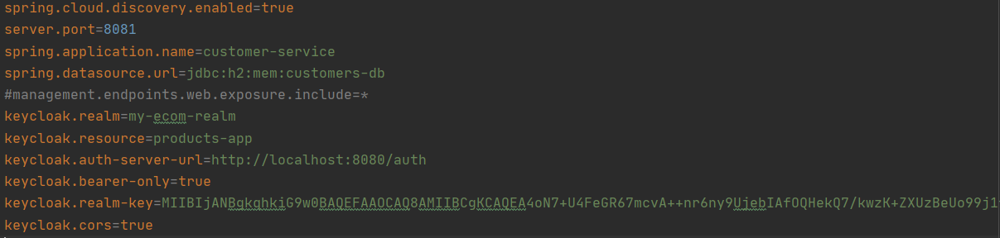 spring.cloud.discovery.enabled=true
server.port=8081
spring.application.name=customer-service
spring.datasource.url=jdbc:h2:mem:customers-db
#management.endpoints.web.exposure.include=*
keycloak.realm=my-ecom-realm
keycloak.resource=products-app
keycloak.auth-server-url=http://localhost:8080/auth
keycloak.bearer-only=true
keycloak.realm-key=MIIBIjANBgkqhkiG9w0BAQEFAAOCAQ8AMIIBCgKCAQEA4oN7+U4FeGR67mcvA++nr6ny9UjebIAfOQHekQ7/kwzK+ZXUzBeUo99j1
keycloak.cors=true